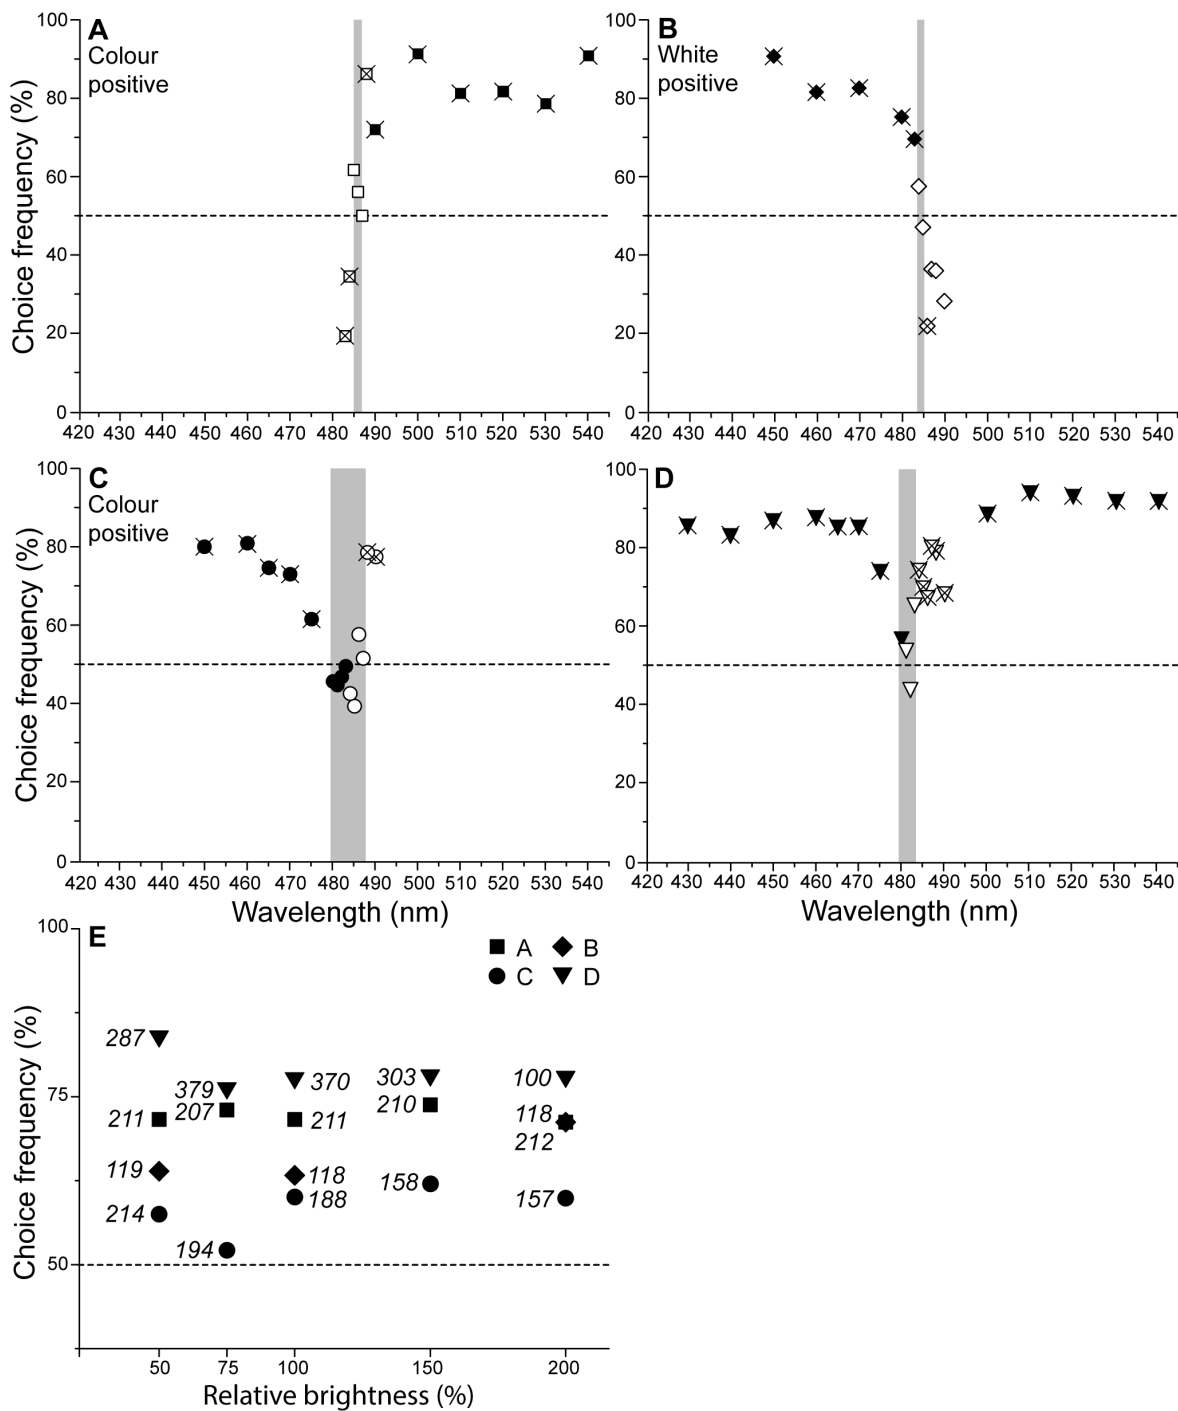 A
Colour
positive
Choice frequency (%)
100
80
60
40
20
0
420 430 440 450 460 470 480 490 500 510 520 530 540
B
White
positive
Choice frequency (%)
100
80
60
40
20
0
420 430 440 450 460 470 480 490 500 510 520 530 540
C
Colour
positive
Choice frequency (%)
100
80
60
40
20
0
420 430 440 450 460 470 480 490 500 510 520 530 540
Wavelength (nm)
D
100
80
60
40
20
0
420 430 440 450 460 470 480 490 500 510 520 530 540
Wavelength (nm)
E
A B
C D
Choice frequency (%)
100
75
50
287
379
370
303
100
211
207
211
210
118
212
119
118
188
158
157
214
194
50 75 100 150 200
Relative brightness (%)